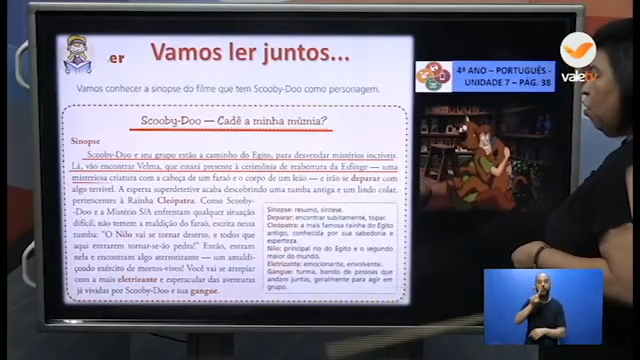 .er
Vamos ler juntos...
vale tv
4º ANO – PORTUGUÊS -
UNIDADE 7 – PÁG. 38
Vamos conhecer a sinopse do filme que tem Scooby-Doo como personagem.
Scooby-Doo — Cadê a minha múmia?
Sinopse
Scooby-Doo e seu grupo estão a caminho do Egito, para desvendar mistérios incríveis.
Lá, vão encontrar Velma, que estará presente à cerimônia de reabertura da Esfinge — uma
misteriosa criatura com a cabeça de um faraó e o corpo de um leão — e irão se deparar com
algo terrível. A esperta superdetetive acaba descobrindo uma tumba antiga e um lindo colar,
pertencentes à Rainha Cleópatra. Como Scooby-
-Doo e a Mistério S/A enfrentam qualquer situação
difícil, não temem a maldição do faraó, escrita nessa
tumba: "O Nilo vai se tornar deserto, e todos que
aqui entrarem tornar-se-ão pedra!" Então, entram
nela e encontram algo aterrorizante — um amaldi-
çoado exército de mortos-vivos! Você vai se arrepiar
com a mais eletrizante e espetacular das aventuras
já vividas por Scooby-Doo e sua gangue.
Sinopse: resumo, síntese.
Deparar: encontrar subitamente, topar.
Cleópatra: a mais famosa rainha do Egito
antigo, conhecida por sua sabedoria e
esperteza.
Nilo: principal rio do Egito e o segundo
maior do mundo.
Eletrizante: emocionante, envolvente.
Gangue: turma, bando de pessoas que
andam juntas, geralmente para agir em
grupo.